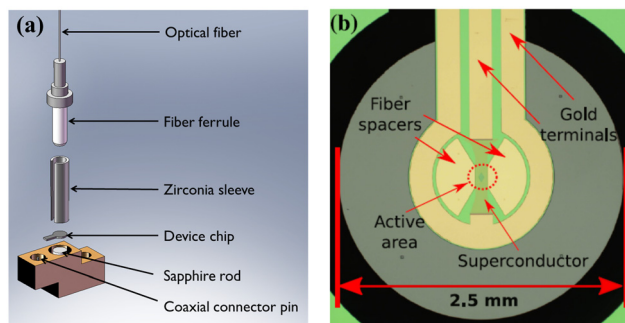 (a)
Optical fiber
Fiber ferrule
Zirconia sleeve
Device chip
Sapphire rod
Coaxial connector pin
(b)
Fiber
spacers
Gold
terminals
Active
area
Superconductor
2.5 mm